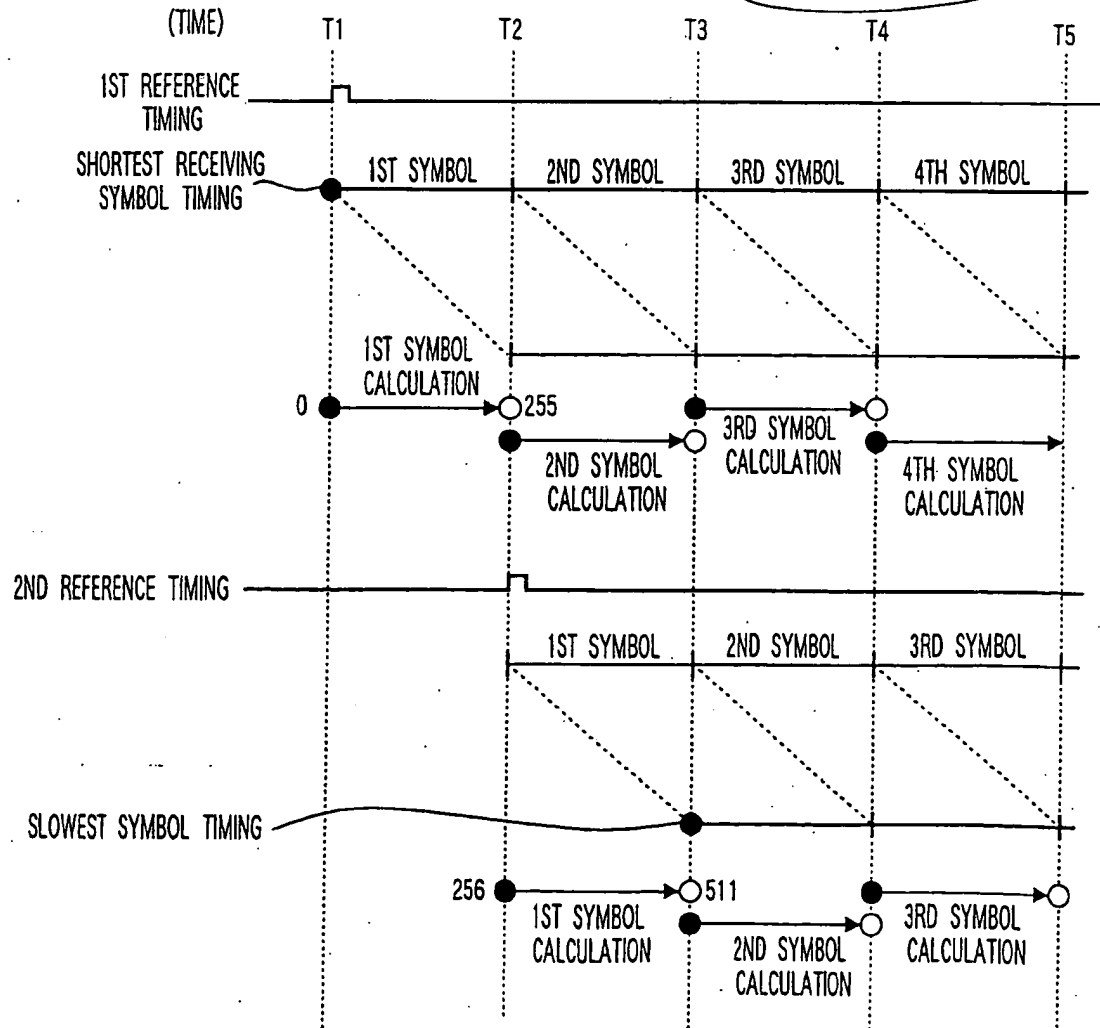 (TIME) T1 T2 T3 T4 T5
1ST REFERENCE
TIMING
SHORTEST RECEIVING
SYMBOL TIMING
1ST SYMBOL 2ND SYMBOL 3RD SYMBOL 4TH SYMBOL
1ST SYMBOL
CALCULATION
0 255
2ND SYMBOL
CALCULATION
3RD SYMBOL
CALCULATION
4TH SYMBOL
CALCULATION
2ND REFERENCE TIMING
1ST SYMBOL 2ND SYMBOL 3RD SYMBOL
SLOWEST SYMBOL TIMING
256 511
1ST SYMBOL
CALCULATION
2ND SYMBOL
CALCULATION
3RD SYMBOL
CALCULATION